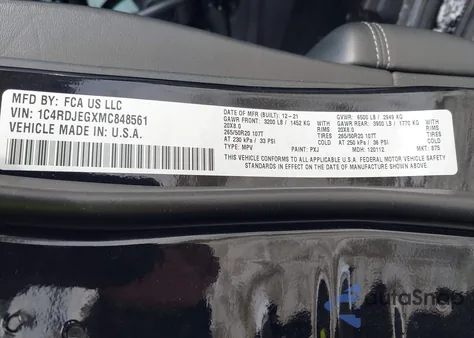 MFD BY: FCA US LLC
VIN: 1C4RDJEGXMC848561
VEHICLE MADE IN U.S.A.
DATE OF MFR (BUILT): 12-21
GVWR: 6500 LB / 2949 KG
GAWR FRONT: 3200 LB / 1452 KG WITH TIRES
GAWR REAR: 3900 LB / 1770 KG WITH TIRES
20X8.0 RIMS
20X8.0 RIMS
265/50R20 107T
265/50R20 107T
AT 230 kPa / 33 PSI
AT 250 kPa / 36 PSI
THIS VEHICLE CONFORMS TO ALL APPLICABLE U.S.A. FEDERAL MOTOR VEHICLE SAFETY
STANDARDS IN EFFECT ON THE DATE OF MANUFACTURE SHOWN ABOVE.
TYPE: MPV PAINT: PXJ MDH: 120112 MKT: 87S
AutoSnap